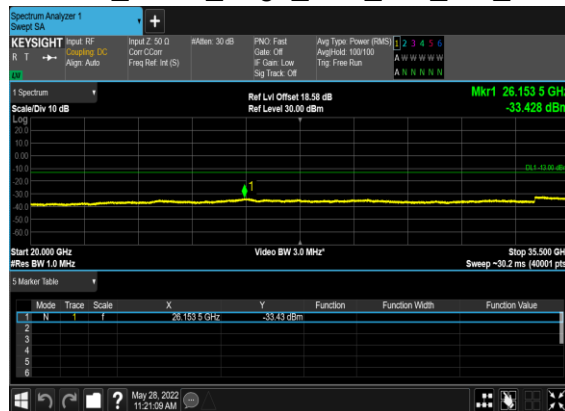 Spectrum Analyzer 1
Swept SA
+
KEYSIGHT Input: RF Input Z: 50 Ω #Atten: 30 dB PNO: Fast Avg Type: Power (RMS) 1 2 3 4 5 6
R T Coupling: DC Corr CCorr Gate: Off Avg|Hold: 100/100 A W W W W W
Align: Auto Freq Ref: Int (S) IF Gain: Low Trig: Free Run
Sig Track: Off A N N N N N
LXI
1 Spectrum Ref Lvl Offset 18.58 dB Mkr1 26.153 5 GHz
Scale/Div 10 dB Ref Level 30.00 dBm -33.428 dBm
Log
20.0
10.0
0.00
-10.0 DL1 -13.00 dBm
-20.0
-30.0 1
-40.0
-50.0
-60.0
Start 20.000 GHz Video BW 3.0 MHz* Stop 35.500 GHz
#Res BW 1.0 MHz Sweep ~30.2 ms (40001 pts)
5 Marker Table
Mode Trace Scale X Y Function Function Width Function Value
1 N 1 f 26.153 5 GHz -33.43 dBm
2
3
4
5
6
? May 28, 2022
11:21:09 AM